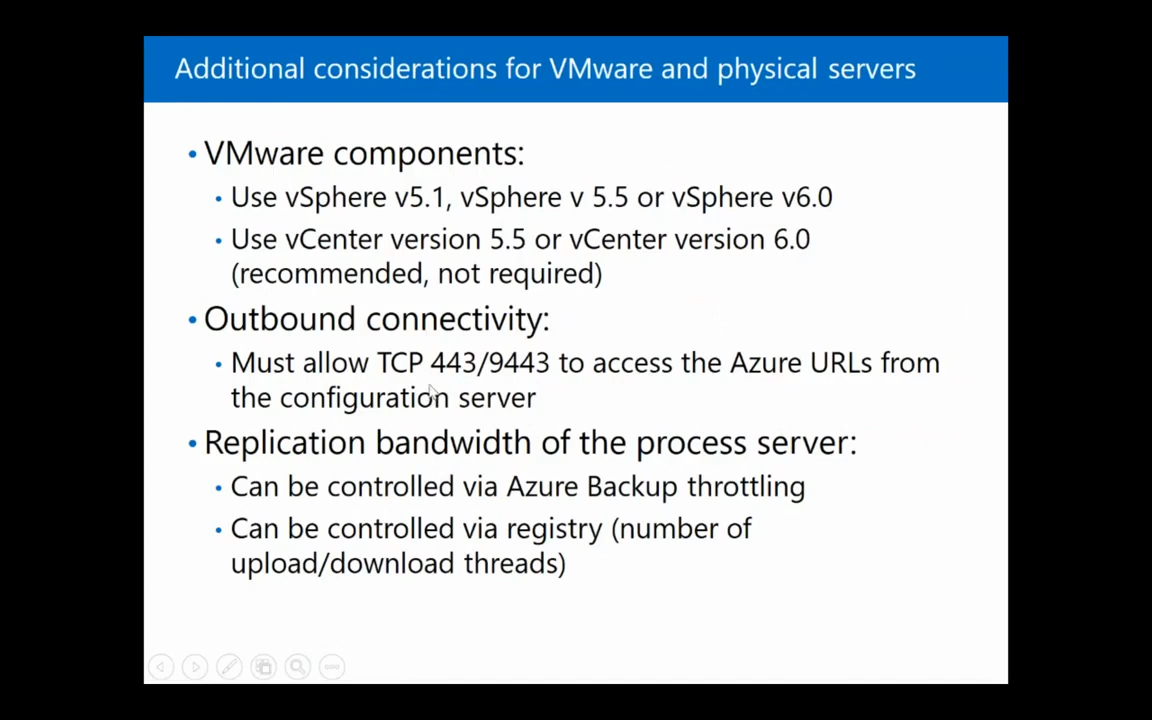 Additional considerations for VMware and physical servers
• VMware components:
• Use vSphere v5.1, vSphere v 5.5 or vSphere v6.0
• Use vCenter version 5.5 or vCenter version 6.0
(recommended, not required)
• Outbound connectivity:
• Must allow TCP 443/9443 to access the Azure URLs from
the configuration server
• Replication bandwidth of the process server:
• Can be controlled via Azure Backup throttling
• Can be controlled via registry (number of
upload/download threads)